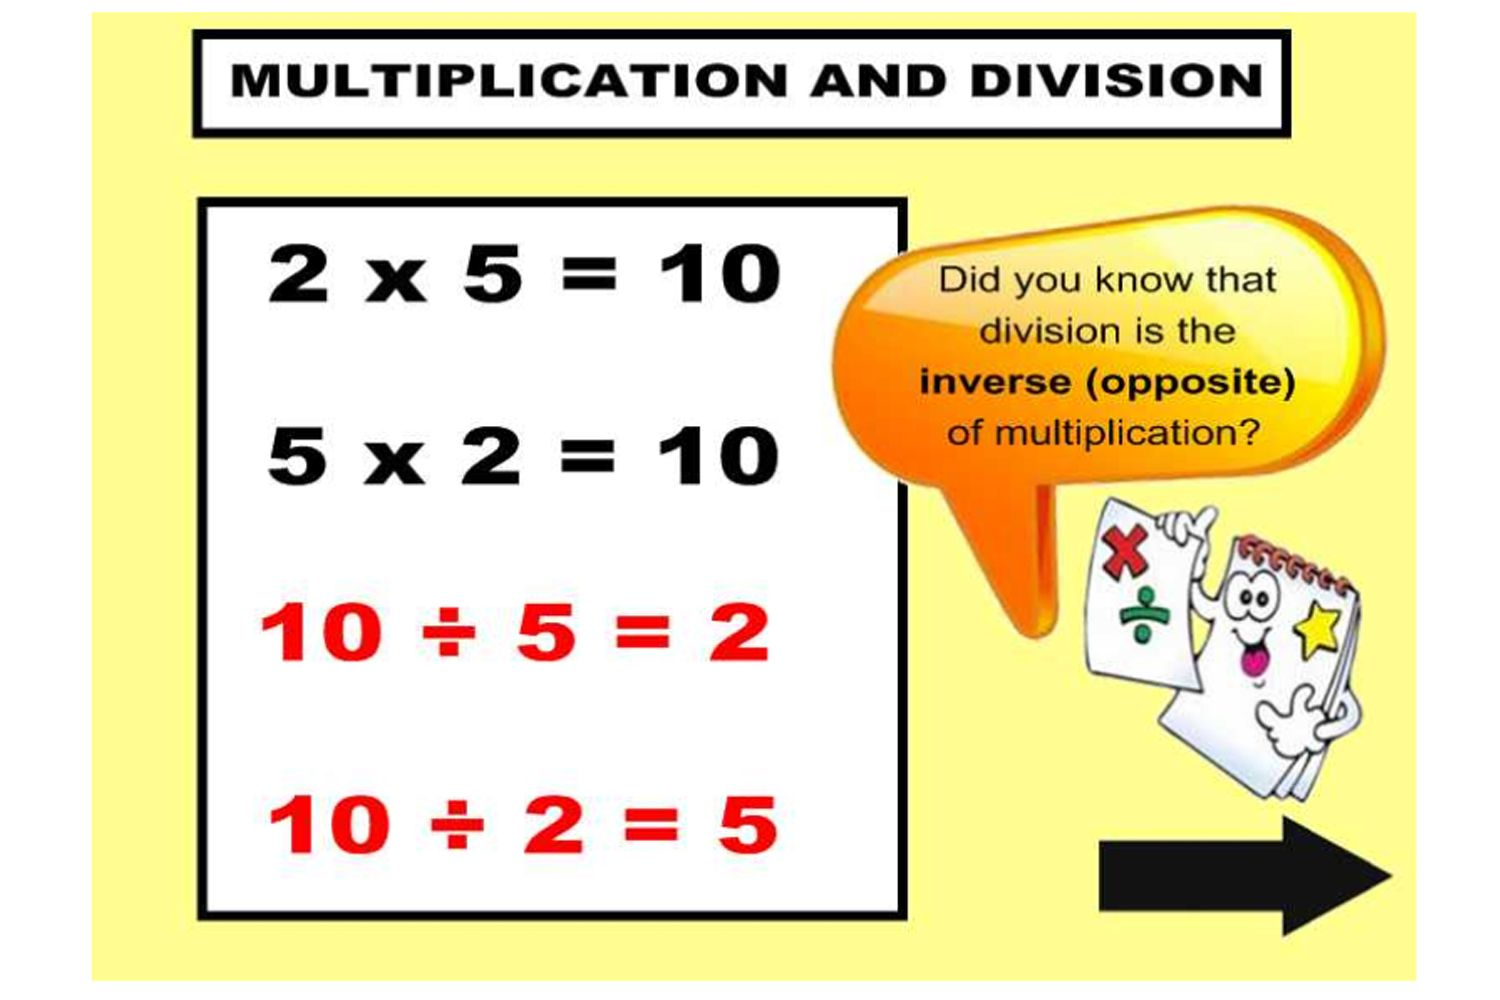 MULTIPLICATION AND DIVISION
2 x 5 = 10
5 x 2 = 10
10 ÷ 5 = 2
10 ÷ 2 = 5
Did you know that
division is the
inverse (opposite)
of multiplication?
x
÷